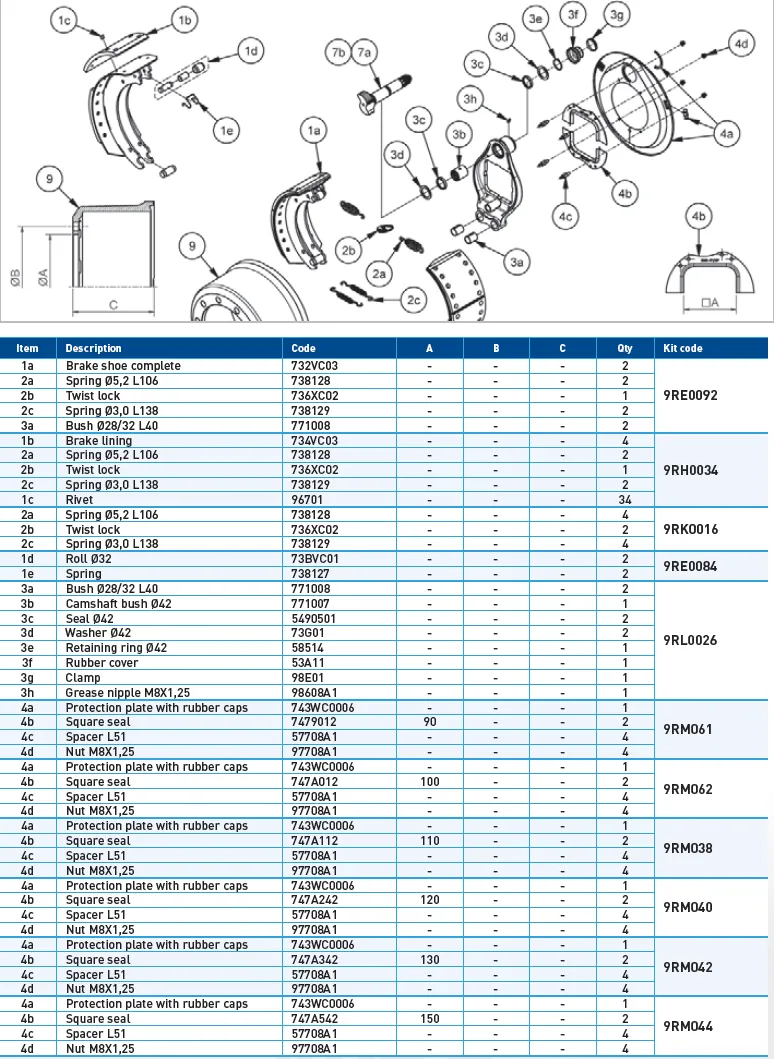 1c
1b
1d
1e
7b
7a
3e
3f
3g
3d
3c
4d
3h
1a
3c
3b
3d
4a
9
4b
4c
4b
9
2b
3a
2a
ØB
ØA
2c
C
□A
Item Description Code A B C Qty Kit code
1a Brake shoe complete 732VC03 - - - 2
2a Spring Ø5,2 L106 738128 - - - 2
2b Twist lock 736XC02 - - - 1 9RE0092
2c Spring Ø3,0 L138 738129 - - - 2
3a Bush Ø28/32 L40 771008 - - - 2
1b Brake lining 734VC03 - - - 4
2a Spring Ø5,2 L106 738128 - - - 2
2b Twist lock 736XC02 - - - 1 9RH0034
2c Spring Ø3,0 L138 738129 - - - 2
1c Rivet 96701 - - - 34
2a Spring Ø5,2 L106 738128 - - - 4
2b Twist lock 736XC02 - - - 2 9RK0016
2c Spring Ø3,0 L138 738129 - - - 4
1d Roll Ø32 73BVC01 - - - 2 9RE0084
1e Spring 738127 - - - 2
3a Bush Ø28/32 L40 771008 - - - 2
3b Camshaft bush Ø42 771007 - - - 1
3c Seal Ø42 5490501 - - - 2
3d Washer Ø42 73G01 - - - 2
3e Retaining ring Ø42 58514 - - - 1 9RL0026
3f Rubber cover 53A11 - - - 1
3g Clamp 98E01 - - - 1
3h Grease nipple M8X1,25 98608A1 - - - 1
4a Protection plate with rubber caps 743WC0006 - - - 1
4b Square seal 7479012 90 - - 2 9RM061
4c Spacer L51 57708A1 - - - 4
4d Nut M8X1,25 97708A1 - - - 4
4a Protection plate with rubber caps 743WC0006 - - - 1
4b Square seal 747A012 100 - - 2 9RM062
4c Spacer L51 57708A1 - - - 4
4d Nut M8X1,25 97708A1 - - - 4
4a Protection plate with rubber caps 743WC0006 - - - 1
4b Square seal 747A112 110 - - 2 9RM038
4c Spacer L51 57708A1 - - - 4
4d Nut M8X1,25 97708A1 - - - 4
4a Protection plate with rubber caps 743WC0006 - - - 1
4b Square seal 747A242 120 - - 2 9RM040
4c Spacer L51 57708A1 - - - 4
4d Nut M8X1,25 97708A1 - - - 4
4a Protection plate with rubber caps 743WC0006 - - - 1
4b Square seal 747A342 130 - - 2 9RM042
4c Spacer L51 57708A1 - - - 4
4d Nut M8X1,25 97708A1 - - - 4
4a Protection plate with rubber caps 743WC0006 - - - 1
4b Square seal 747A542 150 - - 2 9RM044
4c Spacer L51 57708A1 - - - 4
4d Nut M8X1,25 97708A1 - - - 4